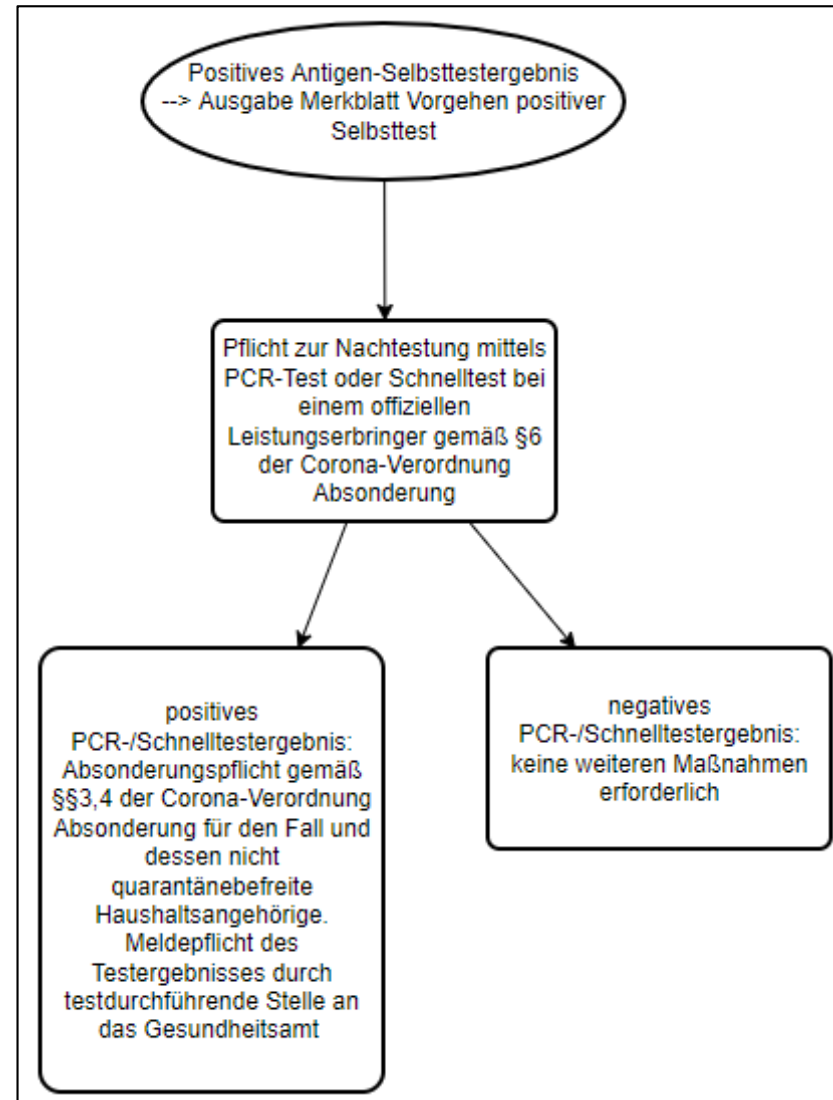 Positives Antigen-Selbsttestergebnis
--> Ausgabe Merkblatt Vorgehen positiver
Selbsttest
Pflicht zur Nachtestung mittels
PCR-Test oder Schnelltest bei
einem offiziellen
Leistungserbringer gemäß §6
der Corona-Verordnung
Absonderung
positives
PCR-/Schnelltestergebnis:
Absonderungspflicht gemäß
§§3,4 der Corona-Verordnung
Absonderung für den Fall und
dessen nicht
quarantänebefreite
Haushaltsangehörige.
Meldepflicht des
Testergebnisses durch
testdurchführende Stelle an
das Gesundheitsamt
negatives
PCR-/Schnelltestergebnis:
keine weiteren Maßnahmen
erforderlich